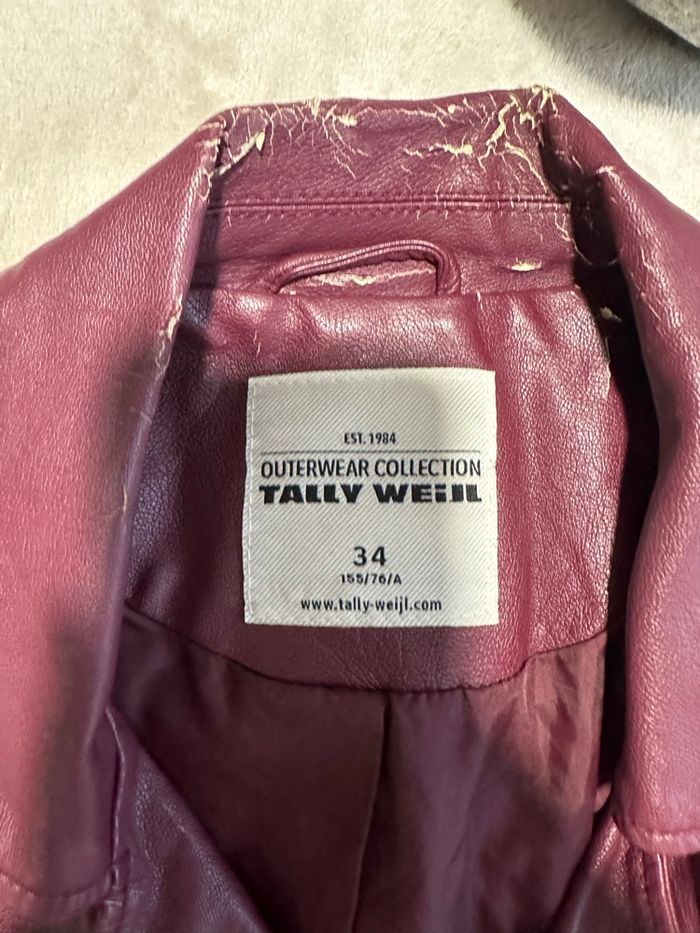 EST. 1984
OUTERWEAR COLLECTION
TALLY WEiJL
34
155/76/A
www.tally-weijl.com